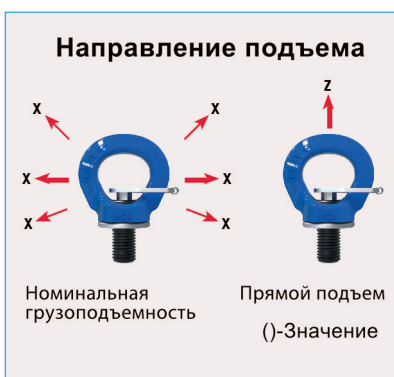 Направление подъема
X X Z
X X
X X
Номинальная
грузоподъемность
Прямой подъем
()-Значение